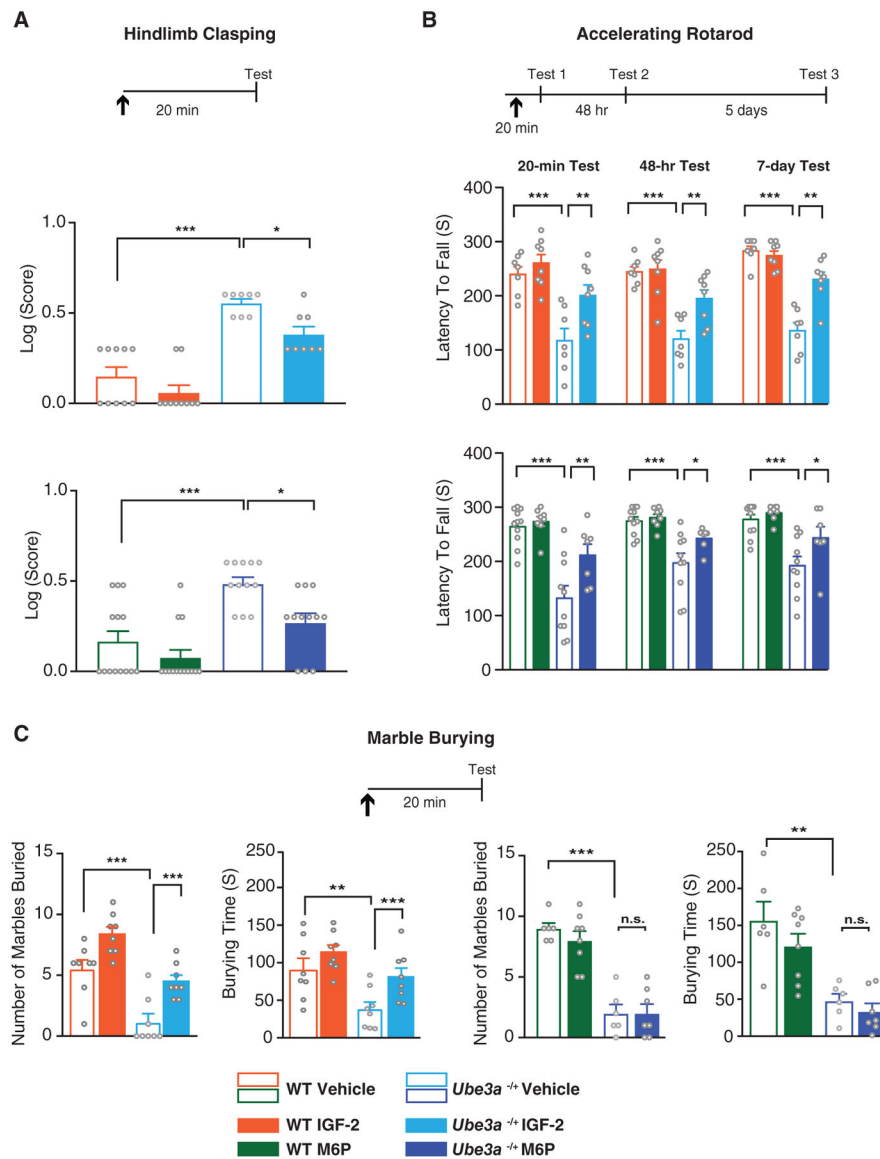 A
Hindlimb Clasping
Test
20 min
1.0
0.5
0.0
Log (Score)
***
*
1.0
0.5
0.0
Log (Score)
***
*
B
Accelerating Rotarod
Test 1
Test 2
Test 3
48 hr
5 days
20 min
20-min Test
48-hr Test
7-day Test
400
300
200
100
0
Latency To Fall (S)
***
**
***
**
***
**
400
300
200
100
0
Latency To Fall (S)
***
**
***
*
***
*
C
Marble Burying
Test
20 min
15
10
5
0
Number of Marbles Buried
***
***
250
200
150
100
50
0
Burying Time (S)
**
***
15
10
5
0
Number of Marbles Buried
***
n.s.
250
200
150
100
50
0
Burying Time (S)
**
n.s.
WT Vehicle
Ube3a -/+ Vehicle
WT IGF-2
Ube3a -/+ IGF-2
WT M6P
Ube3a -/+ M6P